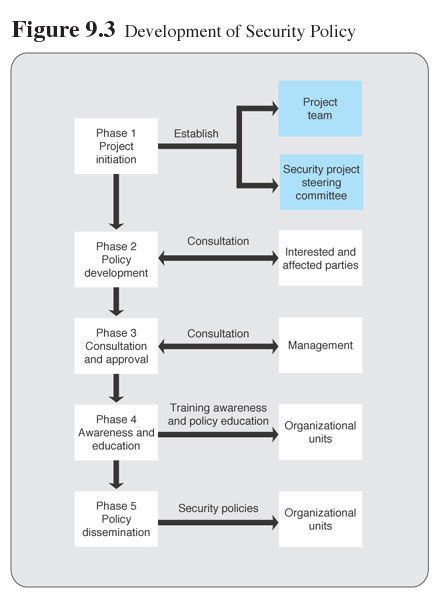 Figure 9.3 Development of Security Policy
Phase 1
Project
initiation
Establish
Project
team
Security project
steering
committee
Phase 2
Policy
development
Consultation
Interested and
affected parties
Phase 3
Consultation
and approval
Consultation
Management
Phase 4
Awareness and
education
Training awareness
and policy education
Organizational
units
Phase 5
Policy
dissemination
Security policies
Organizational
units